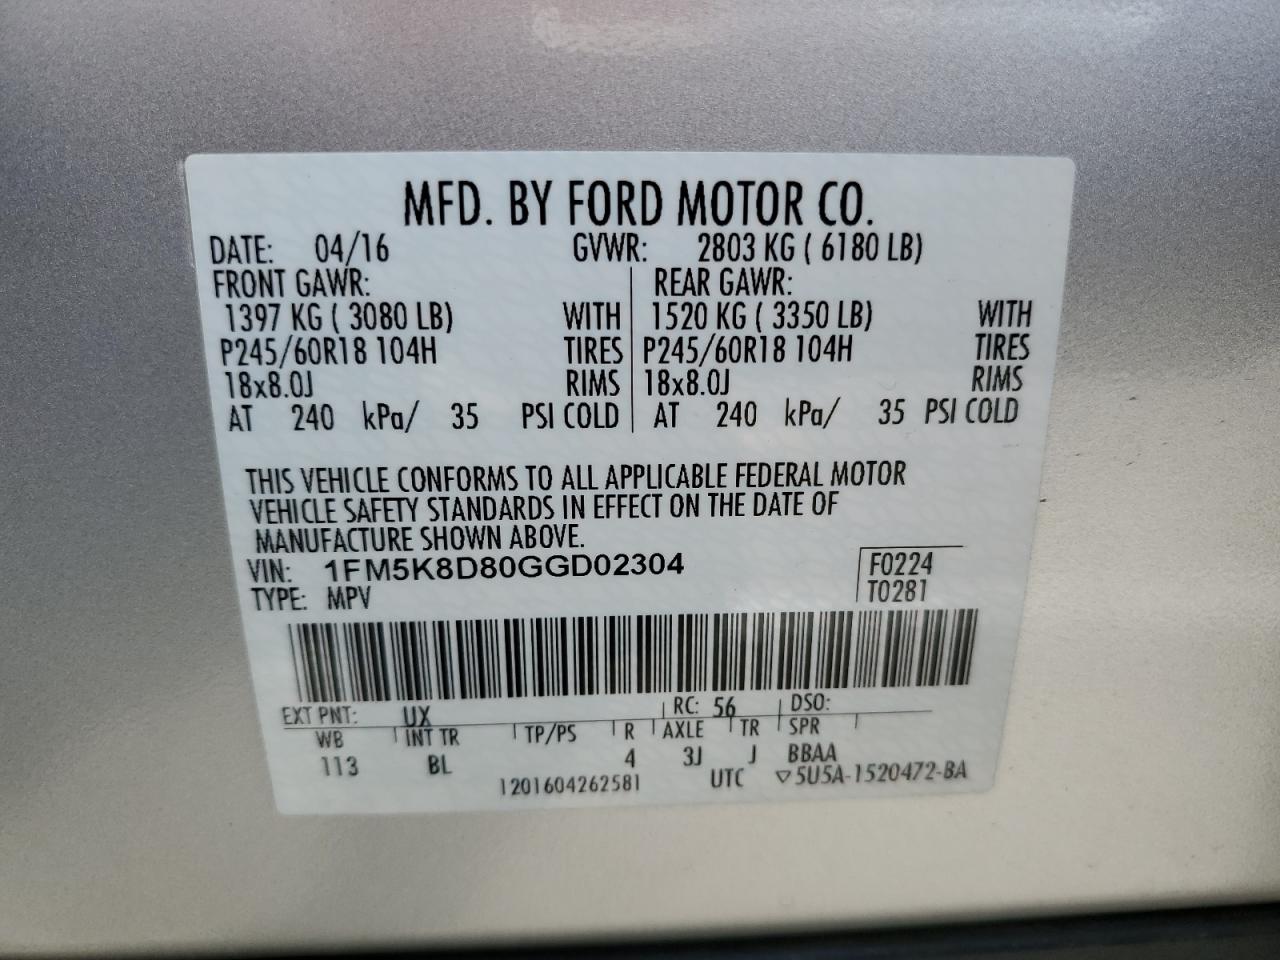 MFD. BY FORD MOTOR CO.
DATE: 04/16 GVWR: 2803 KG ( 6180 LB)
FRONT GAWR: REAR GAWR:
1397 KG ( 3080 LB) WITH 1520 KG ( 3350 LB) WITH
P245/60R18 104H TIRES P245/60R18 104H TIRES
18x8.0J RIMS 18x8.0J RIMS
AT 240 kPa/ 35 PSI COLD AT 240 kPa/ 35 PSI COLD
THIS VEHICLE CONFORMS TO ALL APPLICABLE FEDERAL MOTOR
VEHICLE SAFETY STANDARDS IN EFFECT ON THE DATE OF
MANUFACTURE SHOWN ABOVE.
VIN: 1FM5K8D80GGD02304 F0224
TYPE: MPV T0281
EXT PNT: UX RC: 56 DSO:
WB INT TR TP/PS R AXLE TR SPR
113 BL 4 3J J BBAA
1201604262581 UTC ▽5U5A-1520472-BA